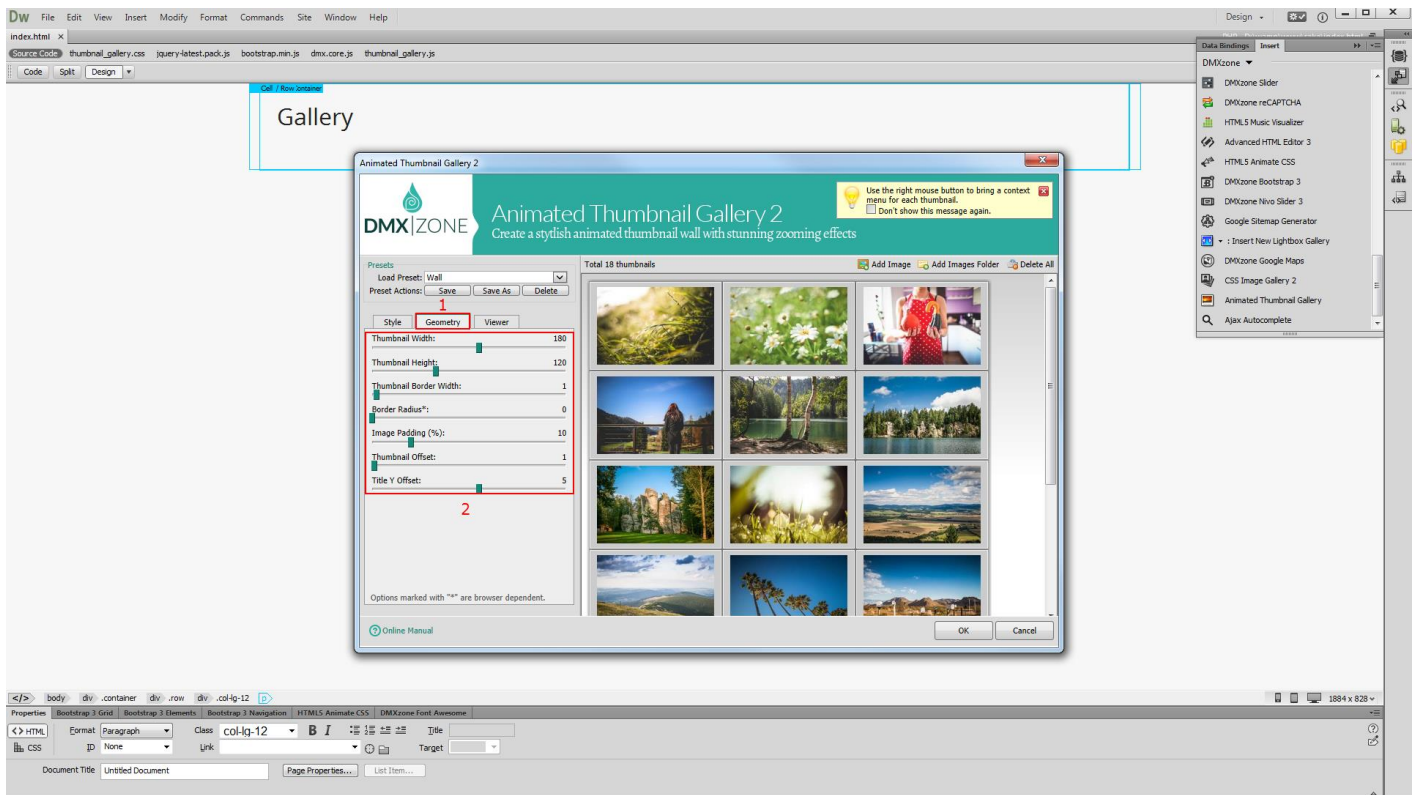 Dw File Edit View Insert Modify Format Commands Site Window Help Design
index.html ×
Source Code thumbnail_gallery.css jquery-latest.pack.js bootstrap.min.js dmx.core.js thumbnail_gallery.js
Code Split Design
Gallery
Data Bindings Insert
DMXzone
DMXzone Slider
DMXzone reCAPTCHA
HTML5 Music Visualizer
Advanced HTML Editor 3
HTML5 Animate CSS
DMXzone Bootstrap 3
DMXzone Nivo Slider 3
Google Sitemap Generator
: Insert New Lightbox Gallery
DMXzone Google Maps
CSS Image Gallery 2
Animated Thumbnail Gallery
Ajax Autocomplete
Animated Thumbnail Gallery 2
DMX|ZONE
Animated Thumbnail Gallery 2
Create a stytlish animated thumbnail wall with stunning zooming effects
Use the right mouse button to bring a context
menu for each thumbnail.
Don't show this message again.
Presets
Load Preset: Wall
Preset Actions: Save Save As Delete
1
Style Geometry Viewer
Thumbnail Width: 180
Thumbnail Height: 120
Thumbnail Border Width: 1
Border Radius*: 0
Image Padding (%): 10
Thumbnail Offset: 1
Title Y Offset: 5
2
Options marked with "*" are browser dependent.
Total 18 thumbnails Add Image Add Images Folder Delete All
Online Manual OK Cancel
</> body div .container div .row div .col-lg-12 p 1884 x 828
Properties Bootstrap 3 Grid Bootstrap 3 Elements Bootstrap 3 Navigation HTML5 Animate CSS DMXzone Font Awesome
<> HTML Format Paragraph Class col-lg-12 B I Title
CSS ID None Link Target
Document Title Untitled Document Page Properties... List Item...